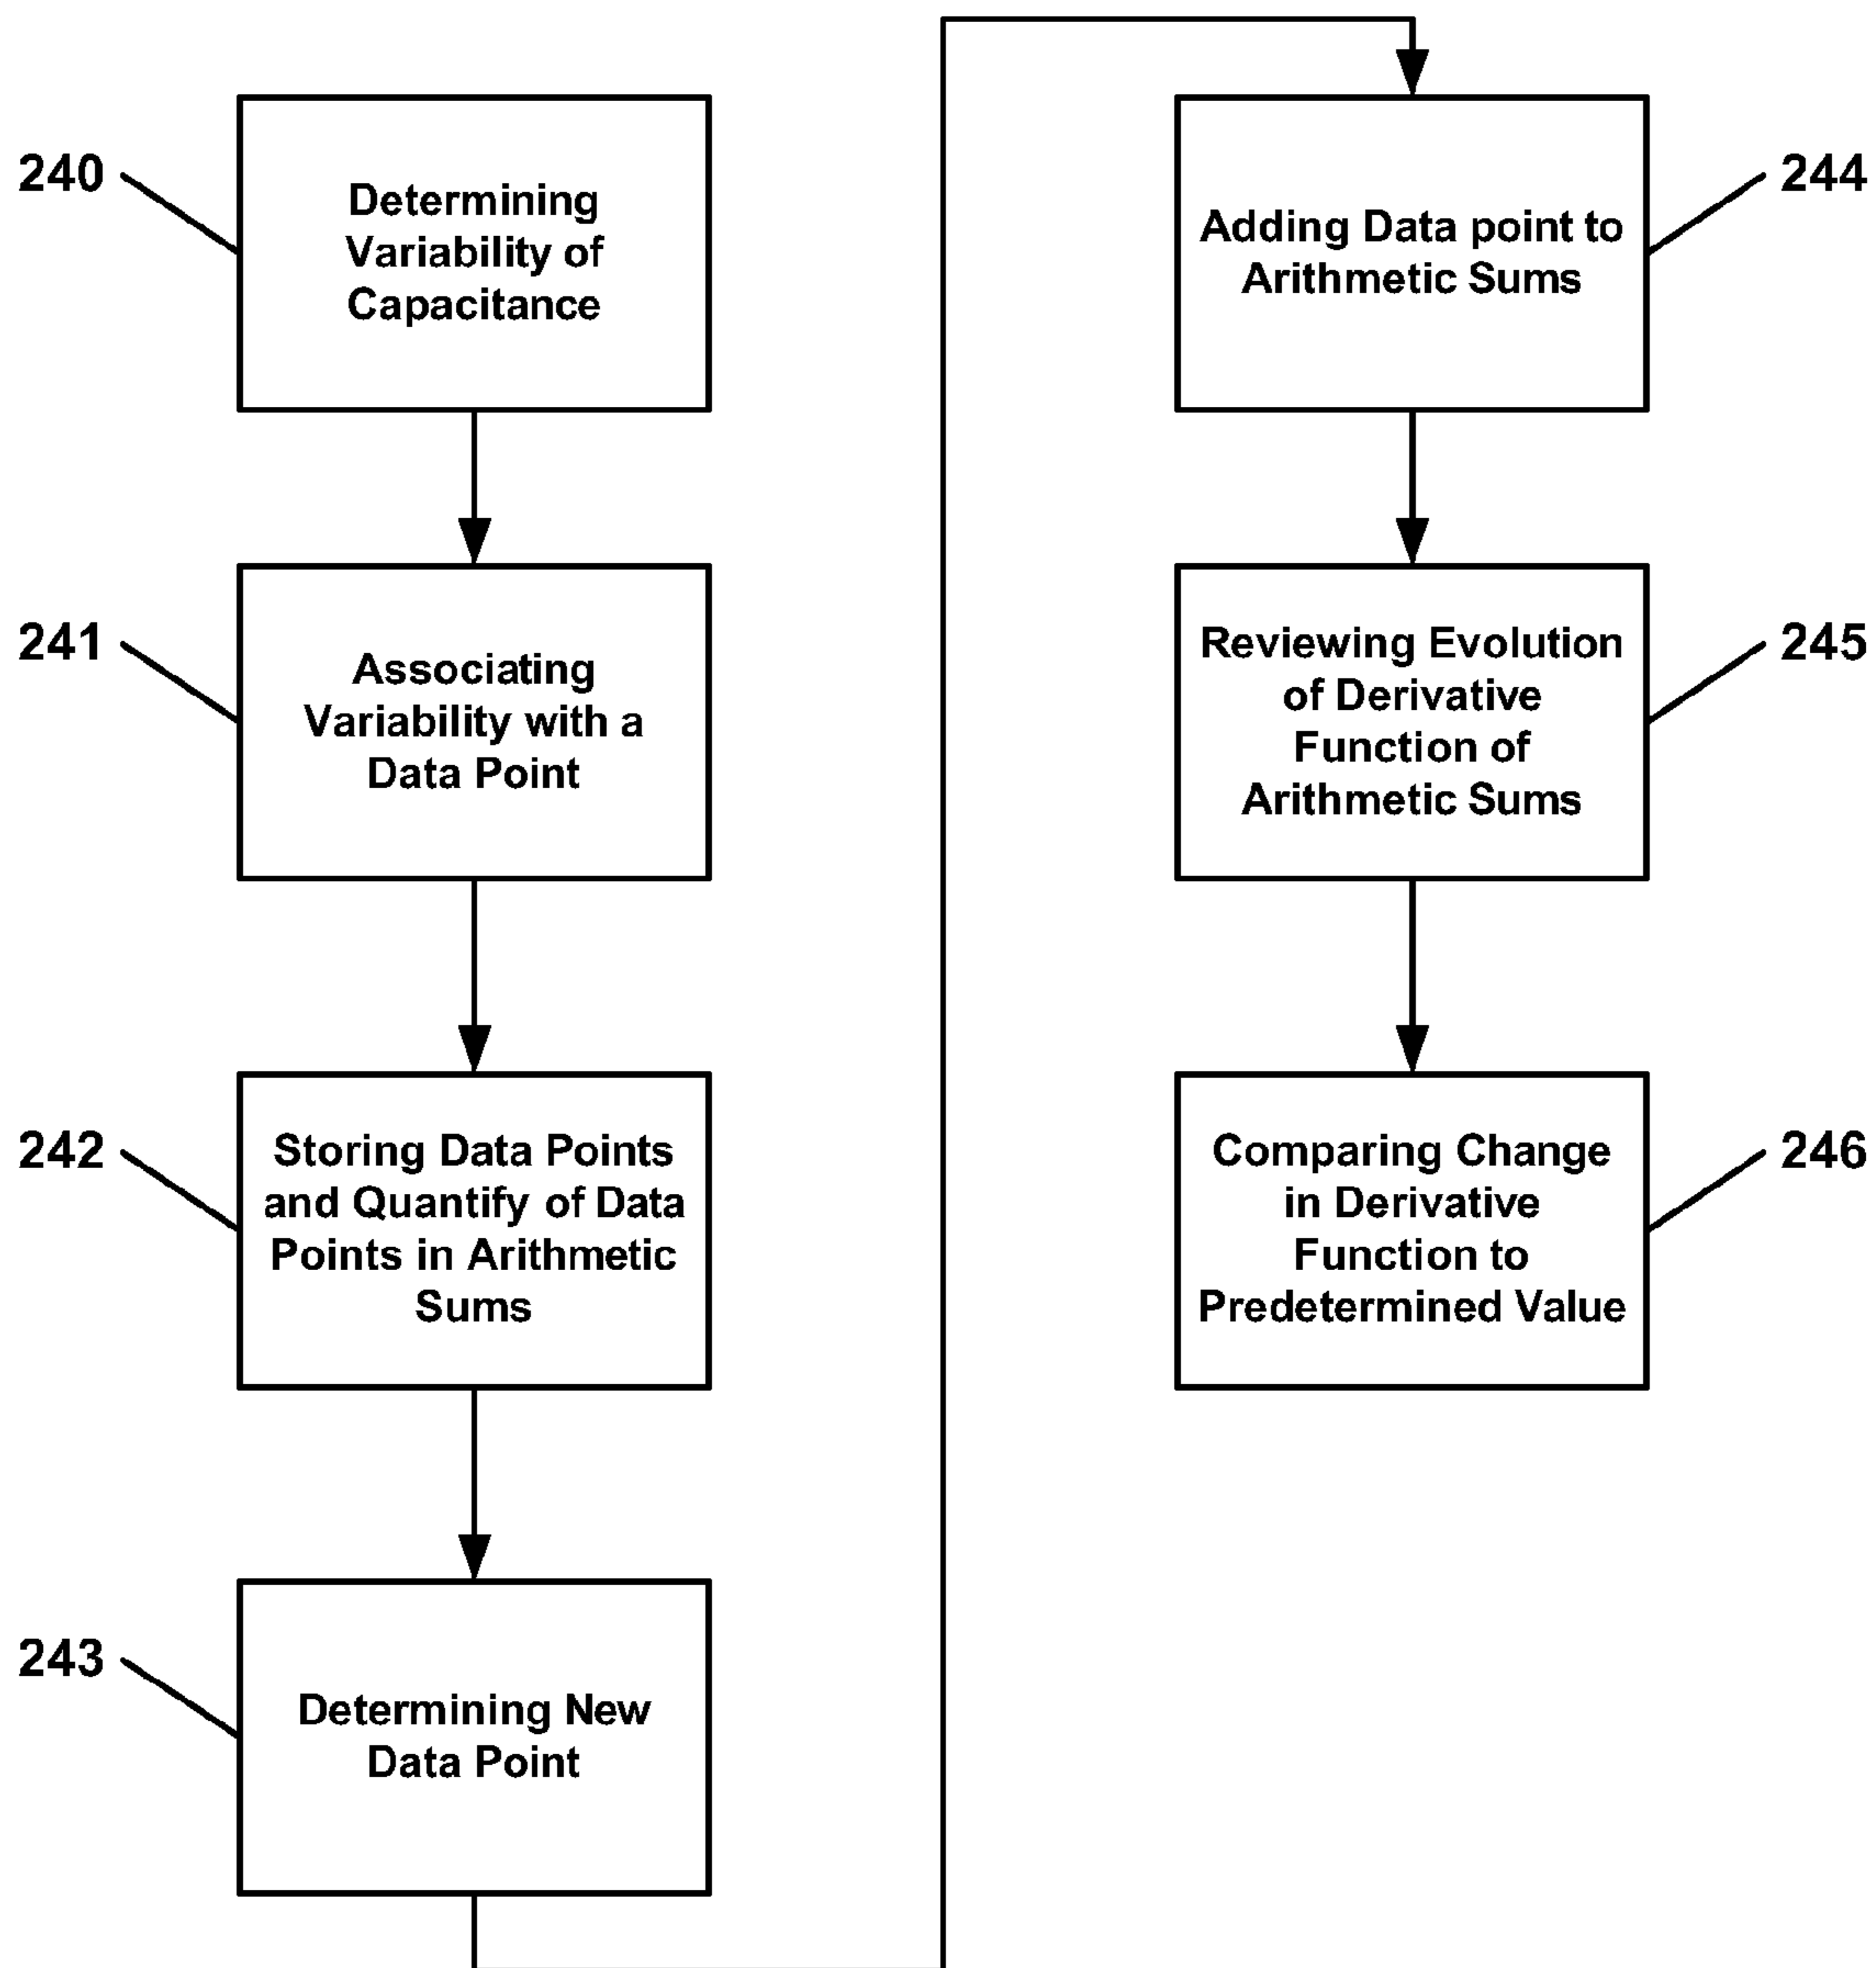 240
Determining
Variability of
Capacitance
241
Associating
Variability with a
Data Point
242
Storing Data Points
and Quantify of Data
Points in Arithmetic
Sums
243
Determining New
Data Point
244
Adding Data point to
Arithmetic Sums
245
Reviewing Evolution
of Derivative
Function of
Arithmetic Sums
246
Comparing Change
in Derivative
Function to
Predetermined Value